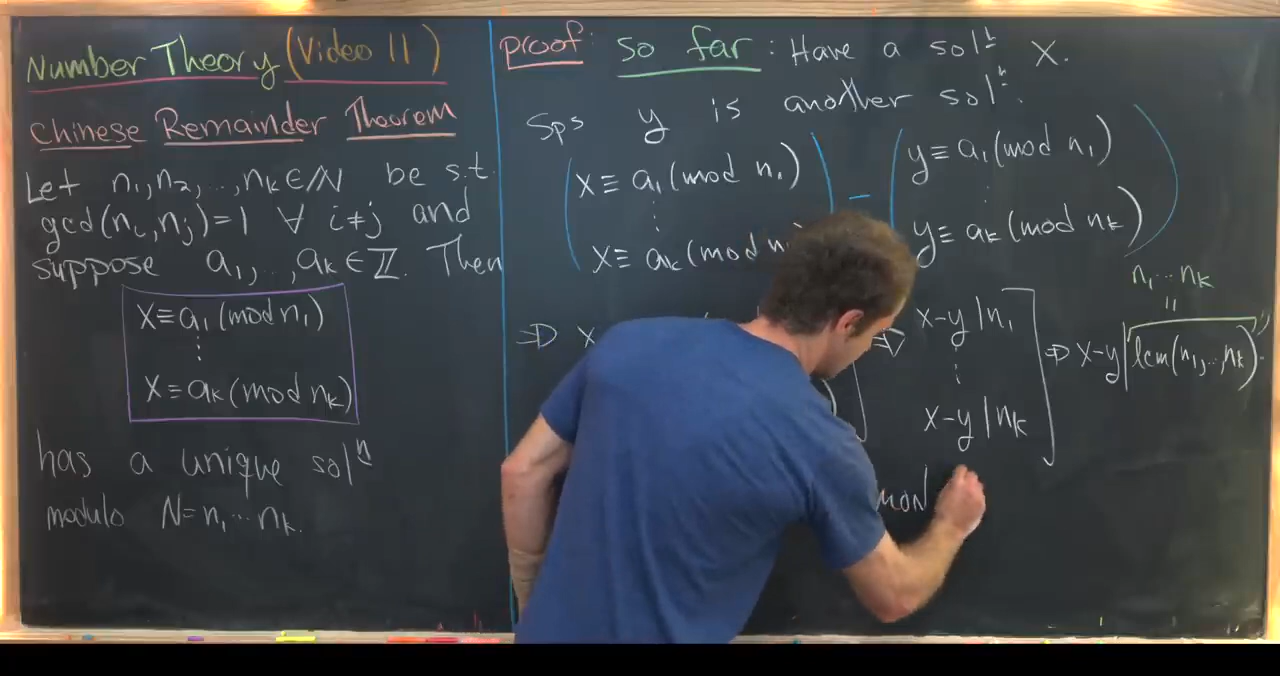 Number Theory (Video 11)
Chinese Remainder Theorem
Let n₁, n₂, ..., nₖ ∈ ℕ be s.t.
gcd(nᵢ, nⱼ) = 1 ∀ i ≠ j and
suppose a₁, ..., aₖ ∈ ℤ. Then
x ≡ a₁ (mod n₁)
⋮
x ≡ aₖ (mod nₖ)
has a unique solⁿ
modulo N = n₁ ⋯ nₖ.
proof: so far: Have a solⁿ x.
Sps y is another solⁿ.
(x ≡ a₁ (mod n₁) ) − ( y ≡ a₁ (mod n₁)
⋮ ⋮
x ≡ aₖ (mod n y ≡ aₖ (mod nₖ) )
n₁ ⋯ nₖ
||
⇒ x x-y | n₁
⋮ ⇒ x-y | lcm(n₁, ..., nₖ)
x-y | nₖ
mod